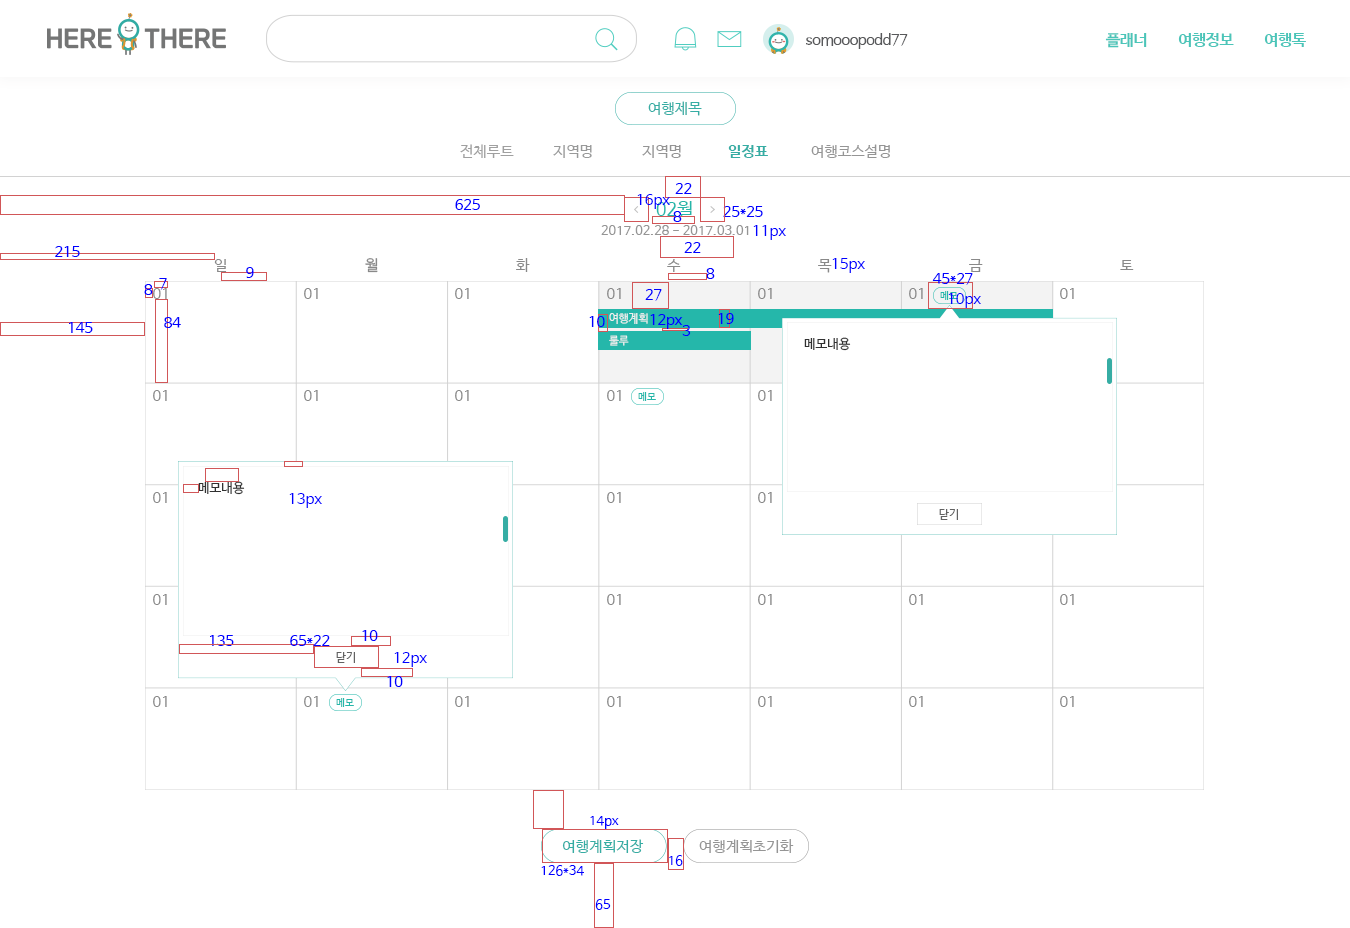 HERE THERE
somooopodd77
플래너 여행정보 여행톡
여행제목
전체루트 지역명 지역명 일정표 여행코스설명
22
625 16px 02월 25*25
8
2017.02.28 - 2017.03.01 11px
215 22
일 월 화 수 목 15px 금 토
9 8 45*27
8 7 01 01 01 01 27 01 01 메모 10px 01
145 84 10 여행계획 12px 19
3
룰루
메모내용
01 01 01 01 메모 01
메모내용
01 13px 01 01
닫기
01 01 01 01 01
135 65*22 10
닫기 12px
10
01 01 메모 01 01 01 01 01
14px
여행계획저장 16 여행계획초기화
126*34
65